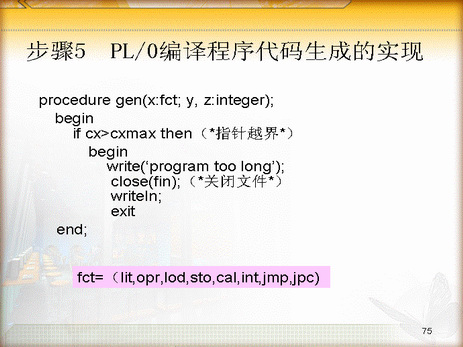 步骤5 PL/0编译程序代码生成的实现
procedure gen(x:fct; y, z:integer);
begin
if cx>cxmax then（*指针越界*）
begin
write(‘program too long’);
close(fin);（*关闭文件*）
writeln;
exit
end;
fct=（lit,opr,lod,sto,cal,int,jmp,jpc)
75